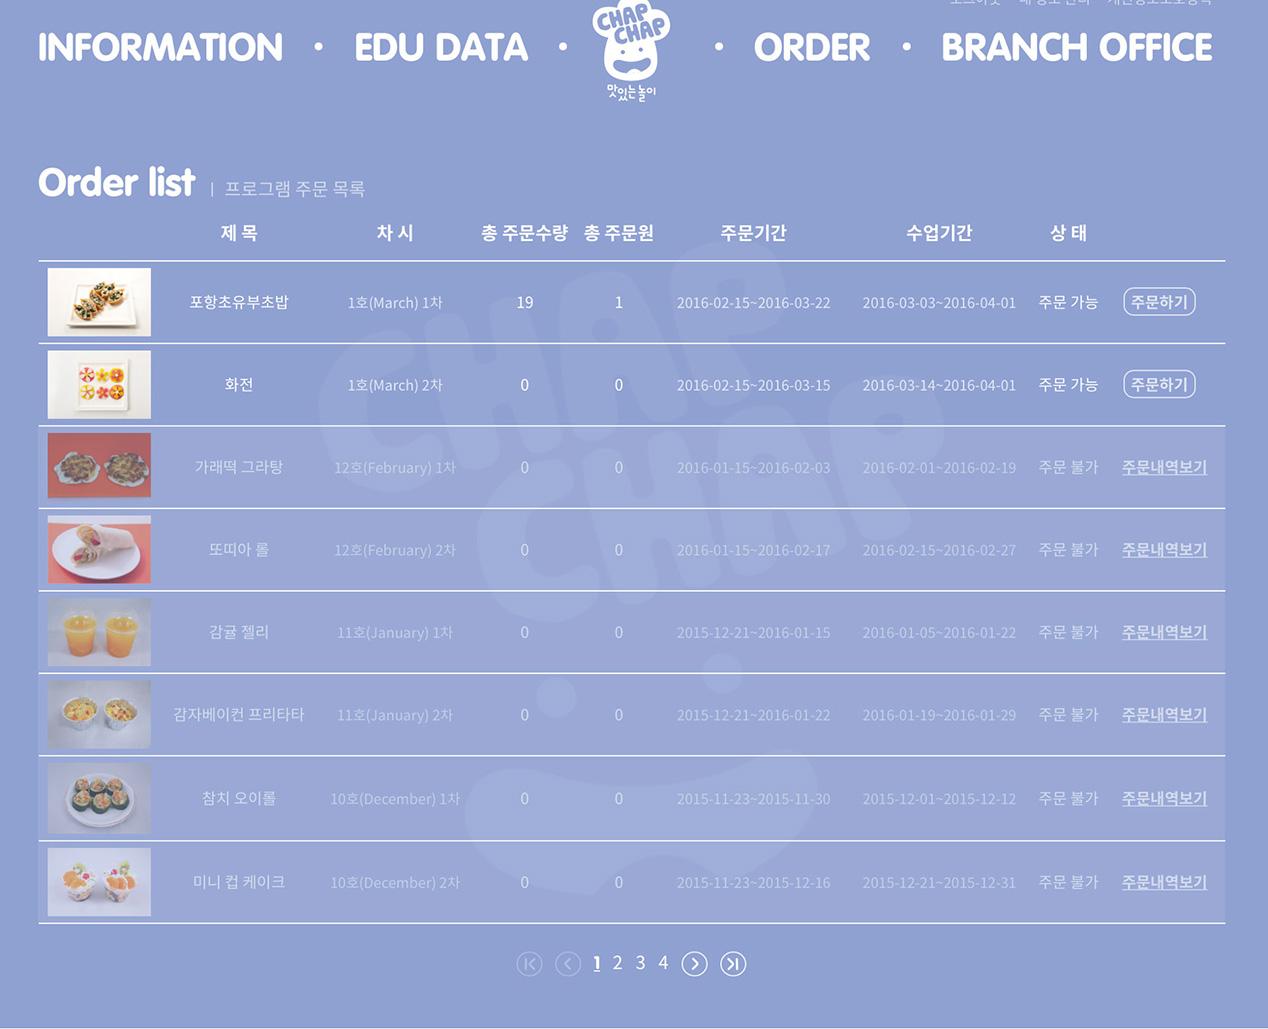 INFORMATION • EDU DATA • CHAP CHAP 맛있는놀이 • ORDER • BRANCH OFFICE
Order list | 프로그램 주문 목록
제 목 차 시 총 주문수량 총 주문원 주문기간 수업기간 상 태
포항초유부초밥 1호(March) 1차 19 1 2016-02-15~2016-03-22 2016-03-03~2016-04-01 주문 가능 주문하기
화전 1호(March) 2차 0 0 2016-02-15~2016-03-15 2016-03-14~2016-04-01 주문 가능 주문하기
가래떡 그라탕 12호(February) 1차 0 0 2016-01-15~2016-02-03 2016-02-01~2016-02-19 주문 불가 주문내역보기
또띠아 롤 12호(February) 2차 0 0 2016-01-15~2016-02-17 2016-02-15~2016-02-27 주문 불가 주문내역보기
감귤 젤리 11호(January) 1차 0 0 2015-12-21~2016-01-15 2016-01-05~2016-01-22 주문 불가 주문내역보기
감자베이컨 프리타타 11호(January) 2차 0 0 2015-12-21~2016-01-22 2016-01-19~2016-01-29 주문 불가 주문내역보기
참치 오이롤 10호(December) 1차 0 0 2015-11-23~2015-11-30 2015-12-01~2015-12-12 주문 불가 주문내역보기
미니 컵 케이크 10호(December) 2차 0 0 2015-11-23~2015-12-16 2015-12-21~2015-12-31 주문 불가 주문내역보기
1 2 3 4
CHAP
CHAP